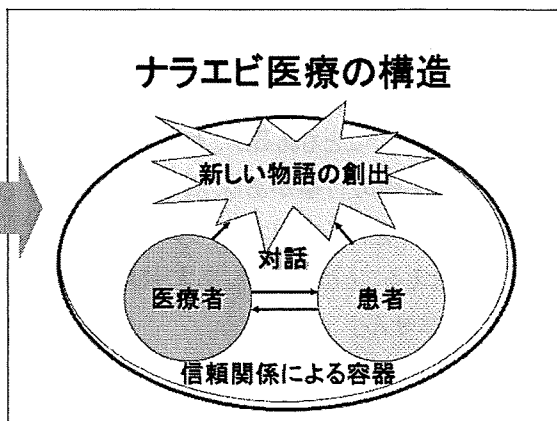 ナラエビ医療の構造
新しい物語の創出
対話
医療者
患者
信頼関係による容器